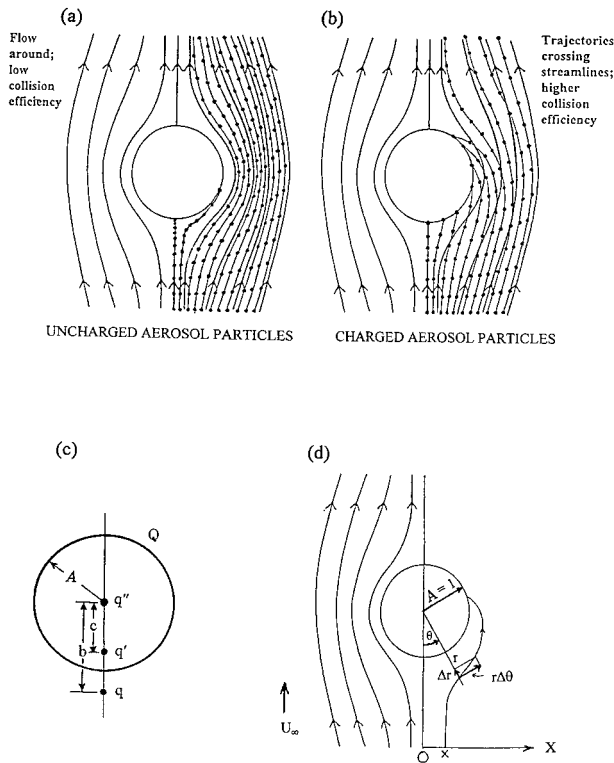 (a)
Flow
around;
low
collision
efficiency
UNCHARGED AEROSOL PARTICLES
(b)
Trajectories
crossing
streamlines;
higher
collision
efficiency
CHARGED AEROSOL PARTICLES
(c)
Q
A
q"
c
b
q'
q
(d)
A = 1
θ
r
Δr
rΔθ
U∞
O
x
X